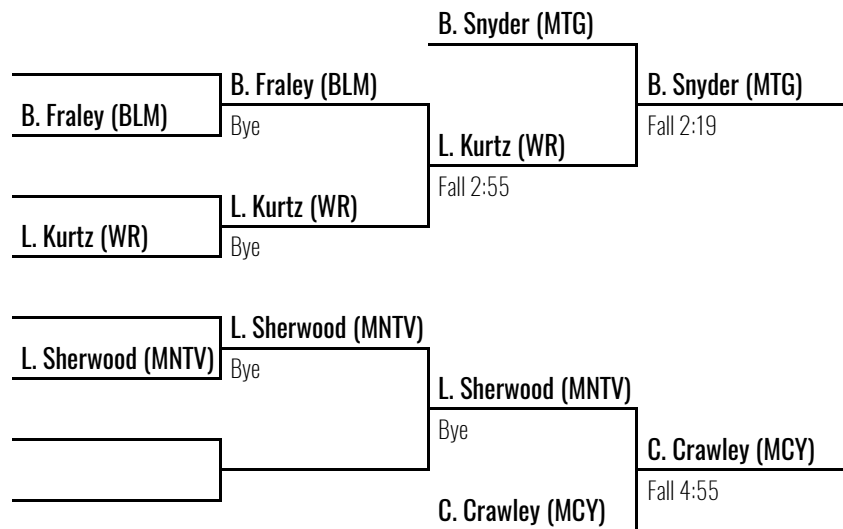 B. Snyder (MTG)
B. Fraley (BLM)
B. Snyder (MTG)
B. Fraley (BLM)
Bye
Fall 2:19
L. Kurtz (WR)
Fall 2:55
L. Kurtz (WR)
L. Kurtz (WR)
Bye
L. Sherwood (MNTV)
L. Sherwood (MNTV)
Bye
L. Sherwood (MNTV)
Bye
C. Crawley (MCY)
Fall 4:55
C. Crawley (MCY)